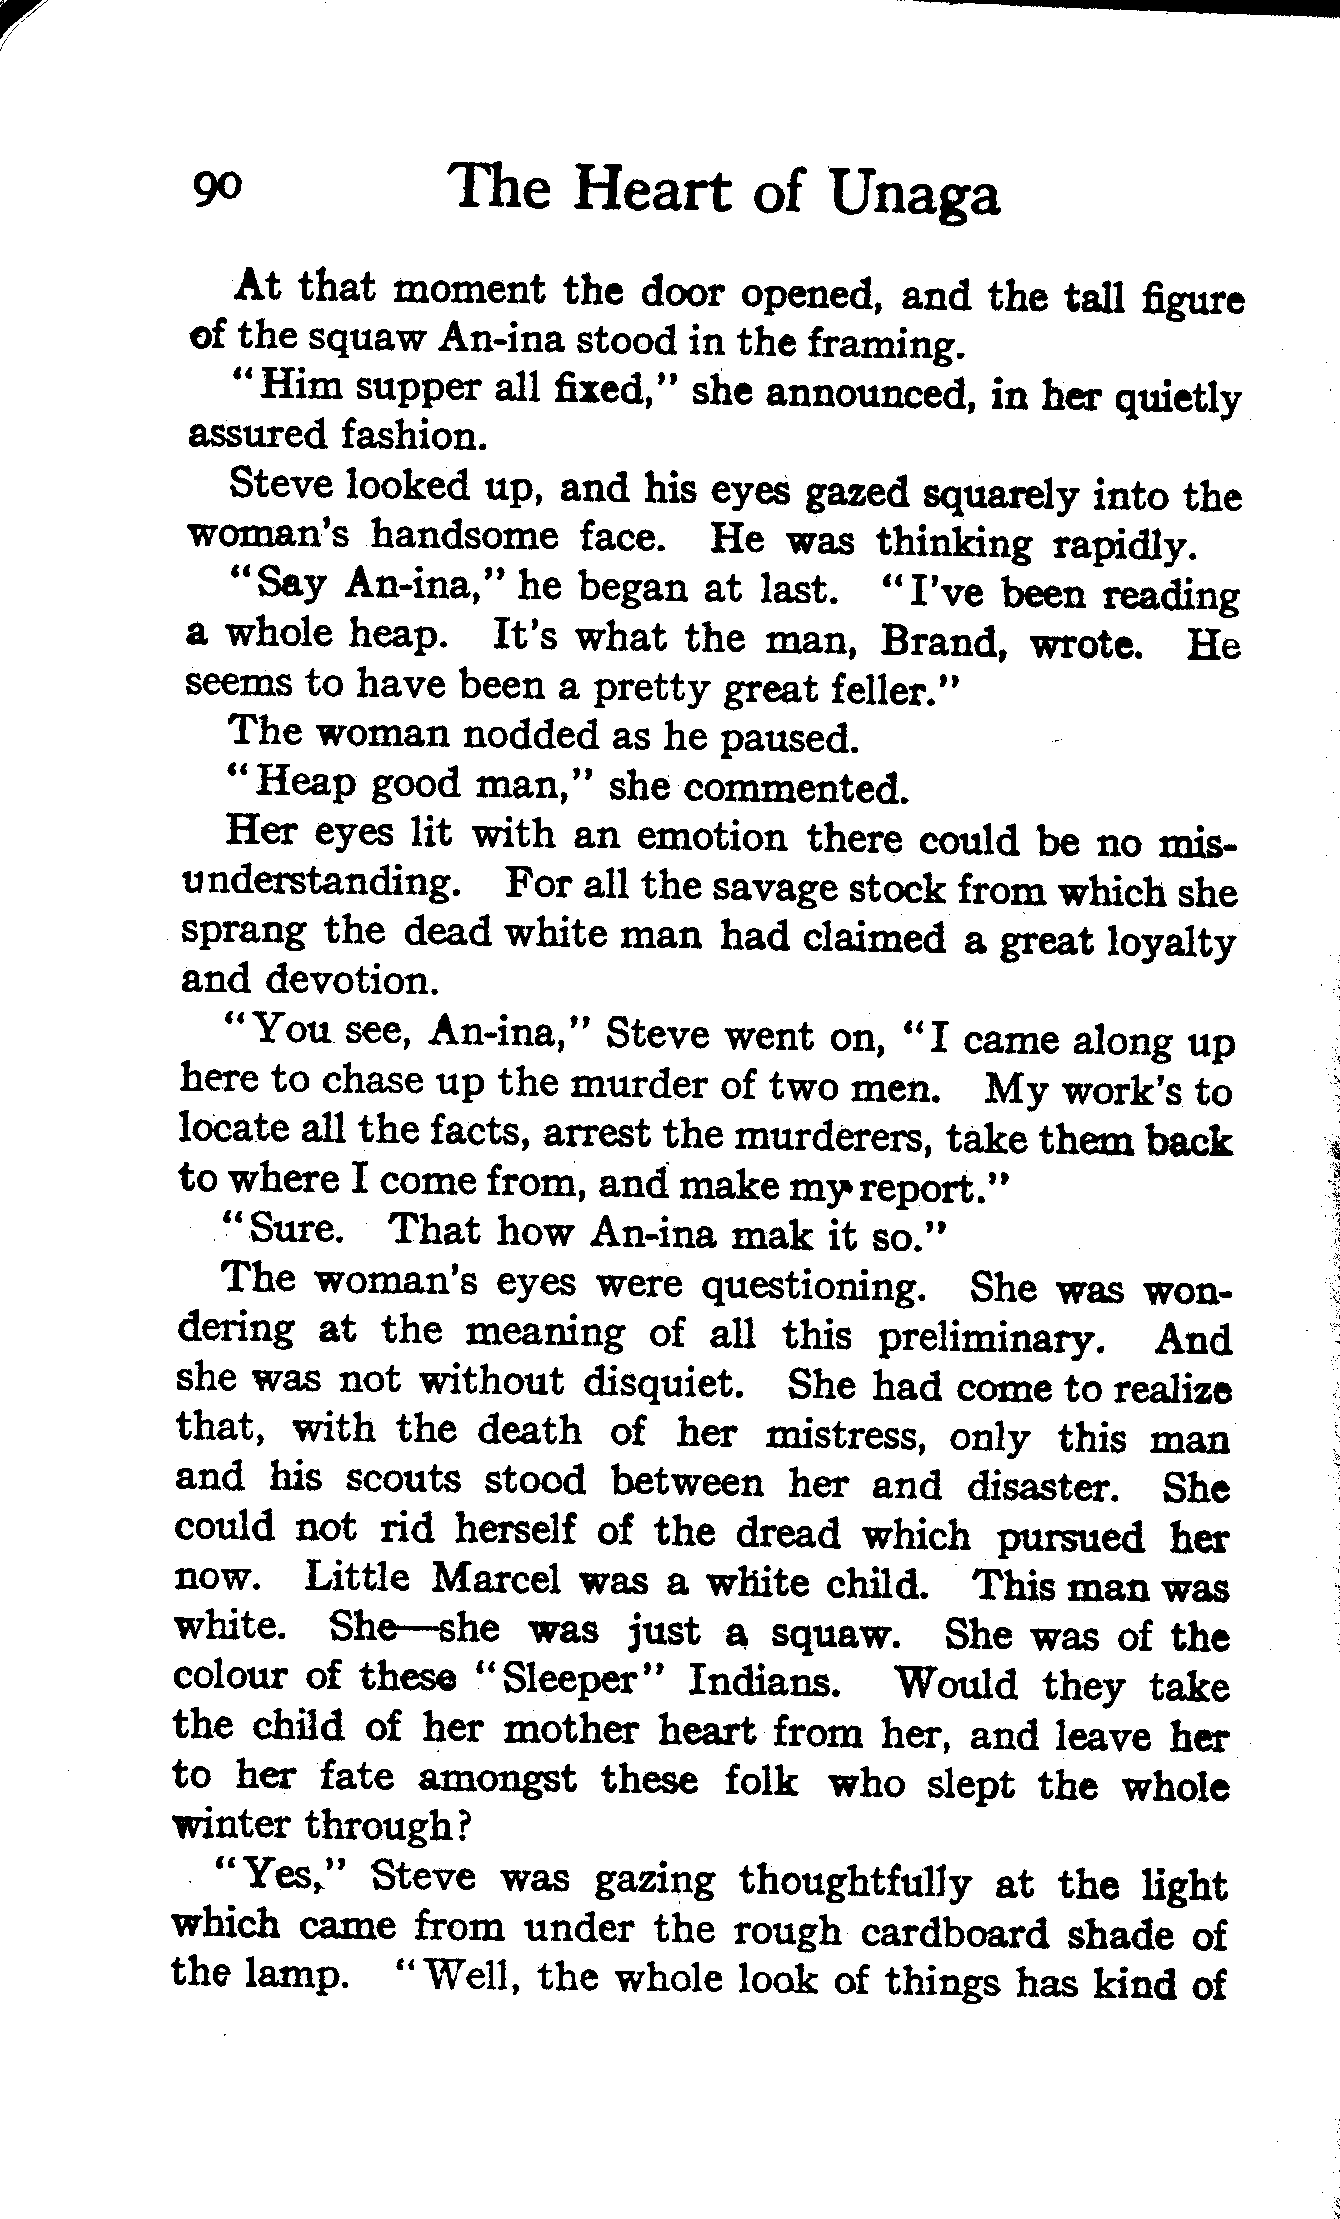 90 The Heart of Unaga
At that moment the door opened, and the tall figure
of the squaw An-ina stood in the framing.
"Him supper all fixed," she announced, in her quietly
assured fashion.
Steve looked up, and his eyes gazed squarely into the
woman's handsome face. He was thinking rapidly.
"Say An-ina," he began at last. "I've been reading
a whole heap. It's what the man, Brand, wrote. He
seems to have been a pretty great feller."
The woman nodded as he paused.
"Heap good man," she commented.
Her eyes lit with an emotion there could be no mis-
understanding. For all the savage stock from which she
sprang the dead white man had claimed a great loyalty
and devotion.
"You see, An-ina," Steve went on, "I came along up
here to chase up the murder of two men. My work's to
locate all the facts, arrest the murderers, take them back
to where I come from, and make my report."
"Sure. That how An-ina mak it so."
The woman's eyes were questioning. She was won-
dering at the meaning of all this preliminary. And
she was not without disquiet. She had come to realize
that, with the death of her mistress, only this man
and his scouts stood between her and disaster. She
could not rid herself of the dread which pursued her
now. Little Marcel was a white child. This man was
white. She—she was just a squaw. She was of the
colour of these "Sleeper" Indians. Would they take
the child of her mother heart from her, and leave her
to her fate amongst these folk who slept the whole
winter through?
"Yes," Steve was gazing thoughtfully at the light
which came from under the rough cardboard shade of
the lamp. "Well, the whole look of things has kind of